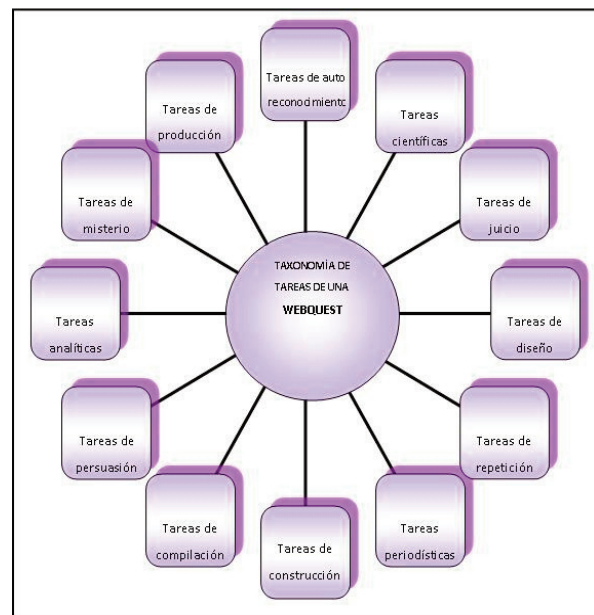 TAXONOMÍA DE
TAREAS DE UNA
WEBQUEST
Tareas de auto
reconocimientc
Tareas
científicas
Tareas de
juicio
Tareas de
diseño
Tareas de
repetición
Tareas
periodísticas
Tareas de
construcción
Tareas de
compilación
Tareas de
persuasión
Tareas
analíticas
Tareas de
misterio
Tareas de
producción